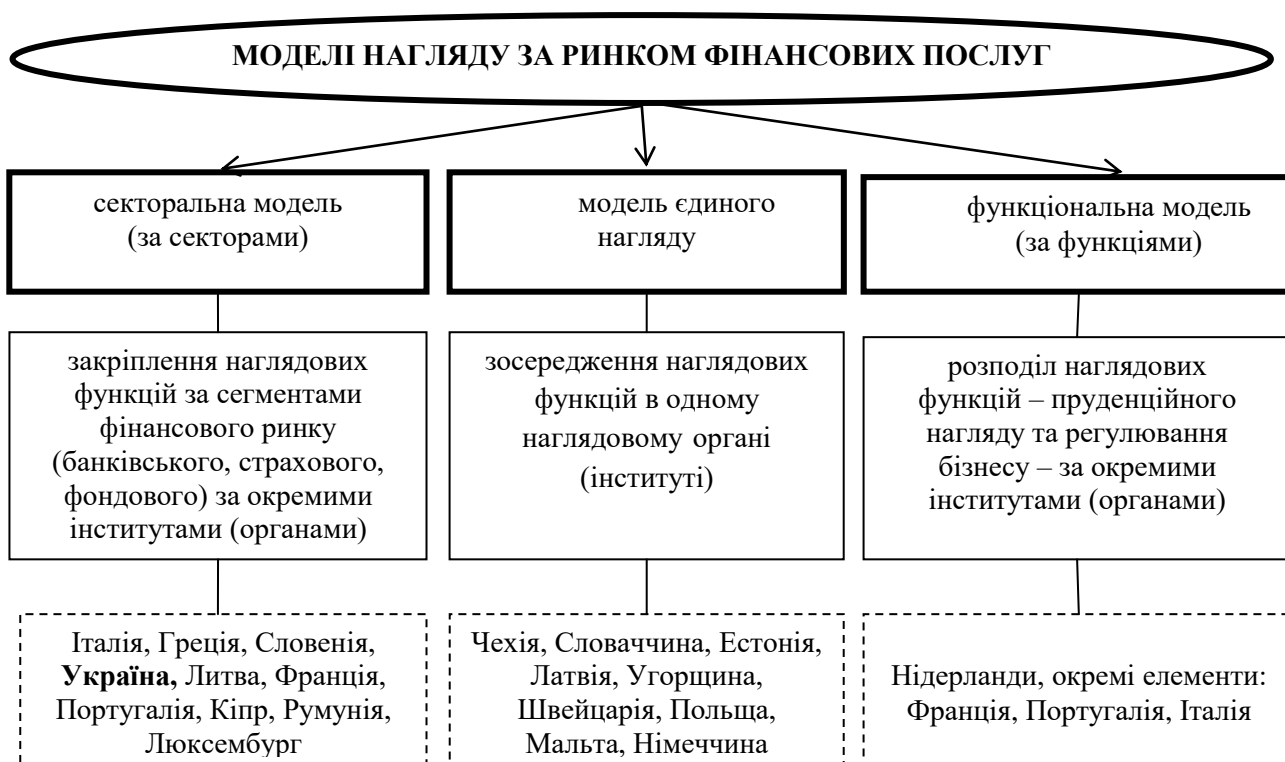 МОДЕЛІ НАГЛЯДУ ЗА РИНКОМ ФІНАНСОВИХ ПОСЛУГ
секторальна модель
(за секторами)
модель єдиного
нагляду
функціональна модель
(за функціями)
закріплення наглядових
функцій за сегментами
фінансового ринку
(банківського, страхового,
фондового) за окремими
інститутами (органами)
зосередження наглядових
функцій в одному
наглядовому органі
(інституті)
розподіл наглядових
функцій – пруденційного
нагляду та регулювання
бізнесу – за окремими
інститутами (органами)
Італія, Греція, Словенія,
Україна, Литва, Франція,
Португалія, Кіпр, Румунія,
Люксембург
Чехія, Словаччина, Естонія,
Латвія, Угорщина,
Швейцарія, Польща,
Мальта, Німеччина
Нідерланди, окремі елементи:
Франція, Португалія, Італія